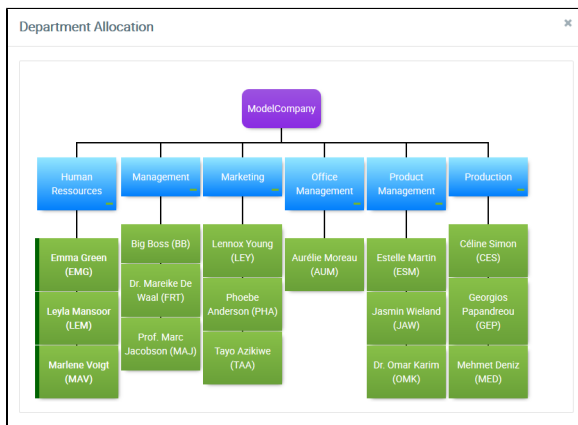 Department Allocation
×
ModelCompany
Human
Ressources
Management
Marketing
Office
Management
Product
Management
Production
Emma Green
(EMG)
Leyla Mansoor
(LEM)
Marlene Voigt
(MAV)
Big Boss (BB)
Dr. Mareike De
Waal (FRT)
Prof. Marc
Jacobson (MAJ)
Lennox Young
(LEY)
Phoebe
Anderson (PHA)
Tayo Azikiwe
(TAA)
Aurélie Moreau
(AUM)
Estelle Martin
(ESM)
Jasmin Wieland
(JAW)
Dr. Omar Karim
(OMK)
Céline Simon
(CES)
Georgios
Papandreou
(GEP)
Mehmet Deniz
(MED)